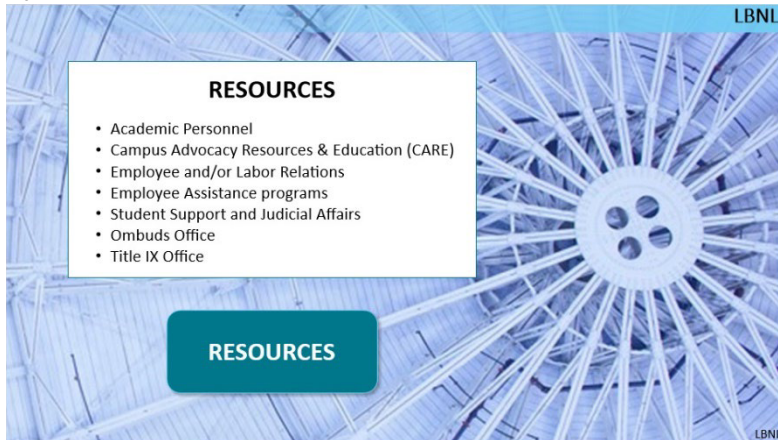 LBNL
RESOURCES
• Academic Personnel
• Campus Advocacy Resources & Education (CARE)
• Employee and/or Labor Relations
• Employee Assistance programs
• Student Support and Judicial Affairs
• Ombuds Office
• Title IX Office
RESOURCES
LBNL